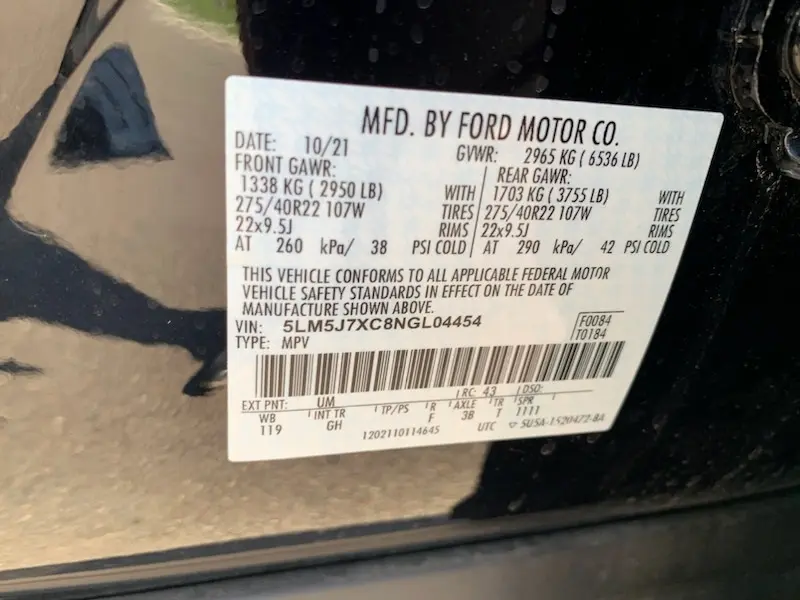 MFD. BY FORD MOTOR CO.
DATE: 10/21 GVWR: 2965 KG ( 6536 LB)
FRONT GAWR: REAR GAWR:
1338 KG ( 2950 LB) WITH 1703 KG ( 3755 LB) WITH
275/40R22 107W TIRES 275/40R22 107W TIRES
22x9.5J RIMS 22x9.5J RIMS
AT 260 kPa/ 38 PSI COLD AT 290 kPa/ 42 PSI COLD
THIS VEHICLE CONFORMS TO ALL APPLICABLE FEDERAL MOTOR
VEHICLE SAFETY STANDARDS IN EFFECT ON THE DATE OF
MANUFACTURE SHOWN ABOVE.
VIN: 5LM5J7XC8NGL04454 F0084
TYPE: MPV T0184
EXT PNT: UM RC: 43 DSO:
WB INT TR TP/PS R AXLE TR SPR
119 GH F 3B T 1111
1202110114645 UTC SUSA-1520472-BA